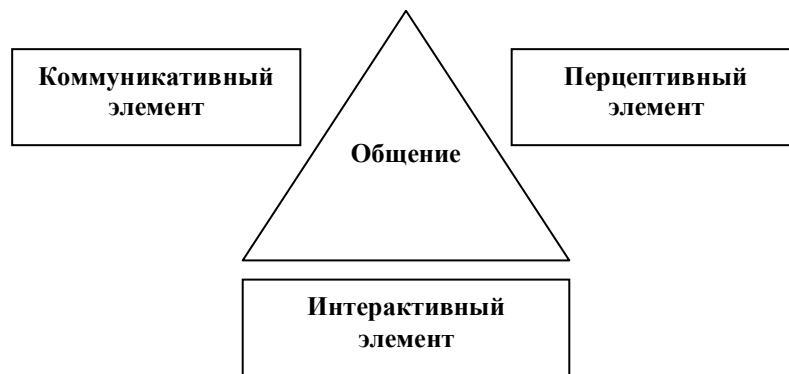 Коммуникативный
элемент
Перцептивный
элемент
Общение
Интерактивный
элемент